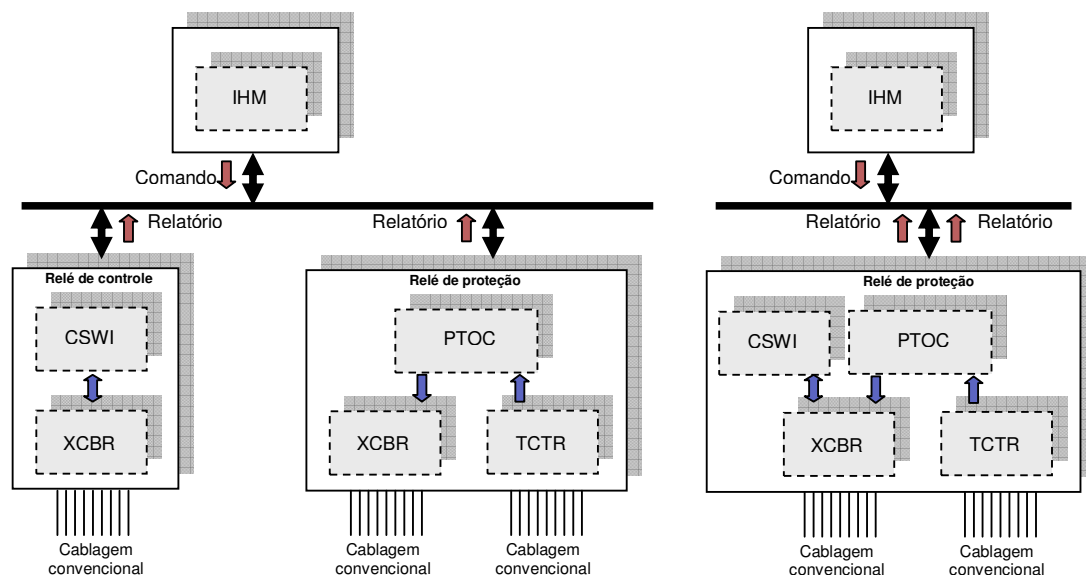 IHM
Comando
Relatório
Relatório
Relé de controle
CSWI
XCBR
Cablagem
convencional
Relé de proteção
PTOC
XCBR
TCTR
Cablagem
convencional
Cablagem
convencional
IHM
Comando
Relatório
Relatório
Relé de proteção
CSWI
PTOC
XCBR
TCTR
Cablagem
convencional
Cablagem
convencional